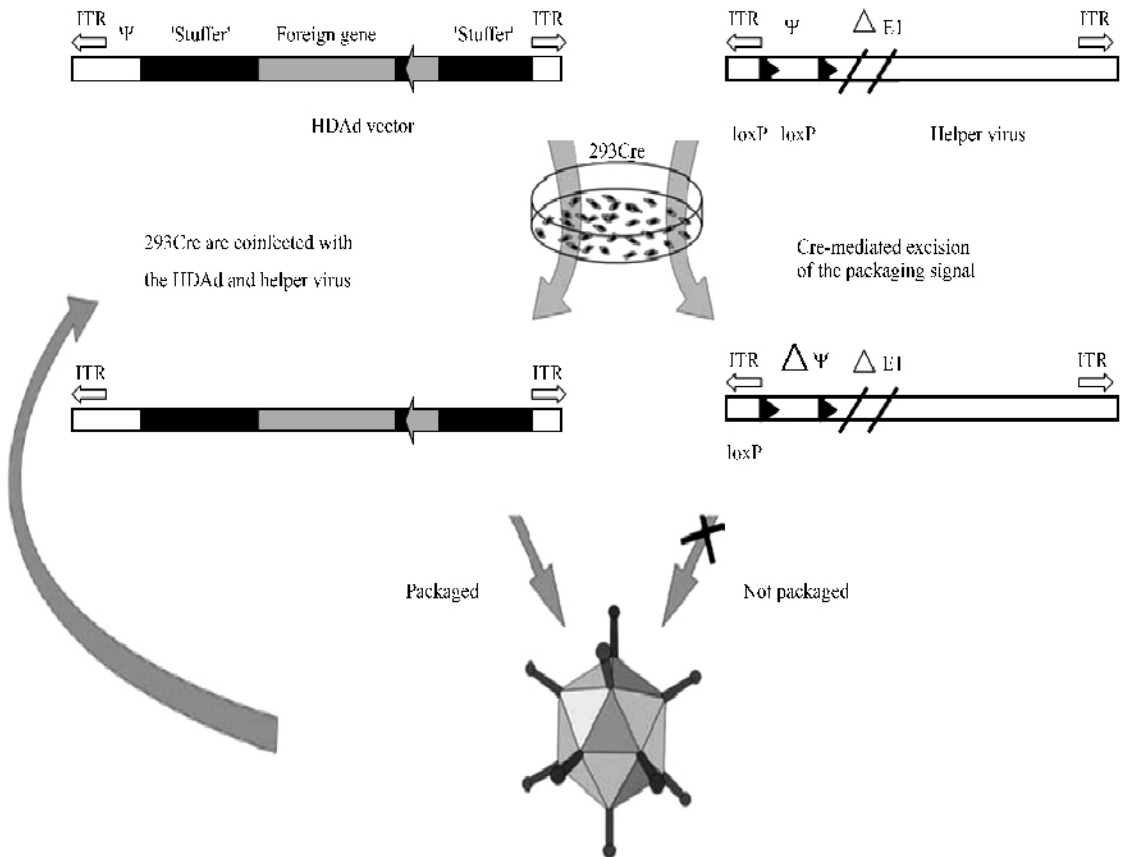 ITR Ψ 'Stuffer' Foreign gene 'Stuffer' ITR
ITR Ψ △ E1 ITR
HDAd vector
loxP loxP Helper virus
293Cre
293Cre are coinfected with
the HDAd and helper virus
Cre-mediated excision
of the packaging signal
ITR ITR
ITR △ Ψ △ E1 ITR
loxP
Packaged
Not packaged